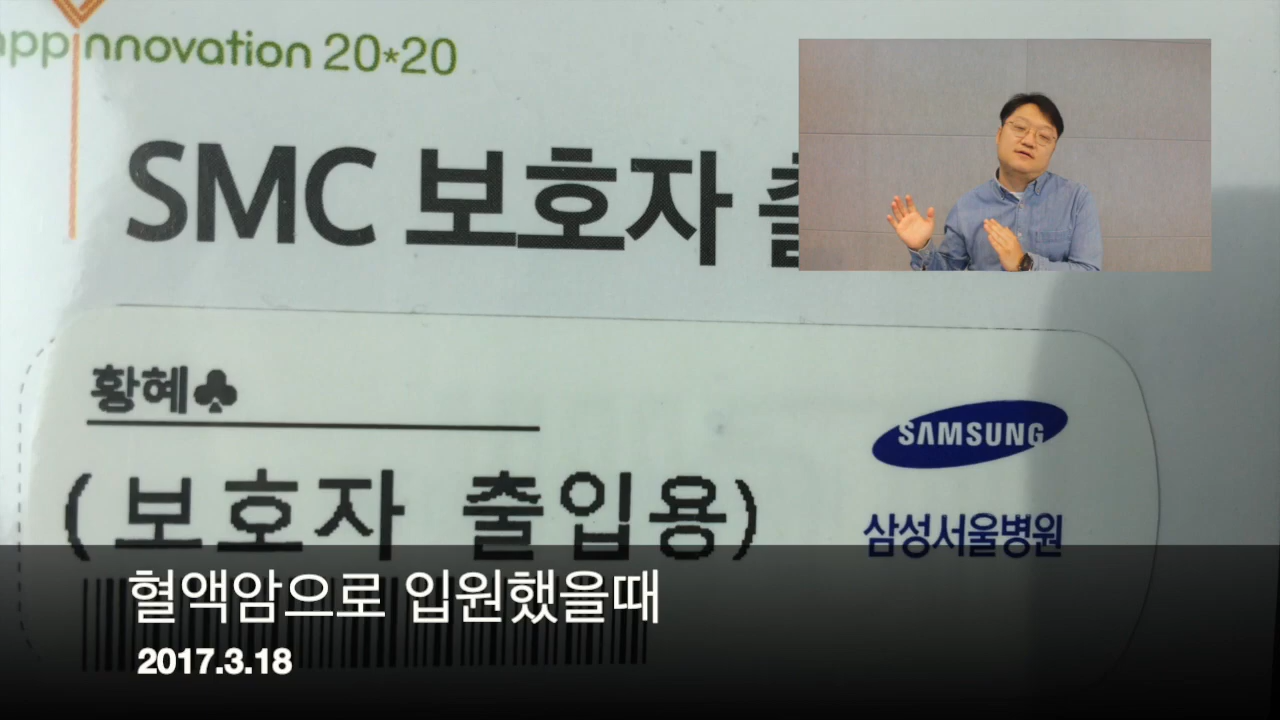 innovation 20*20
SMC 보호자
황혜♣
(보호자 출입용)
SAMSUNG
삼성서울병원
혈액암으로 입원했을때
2017.3.18